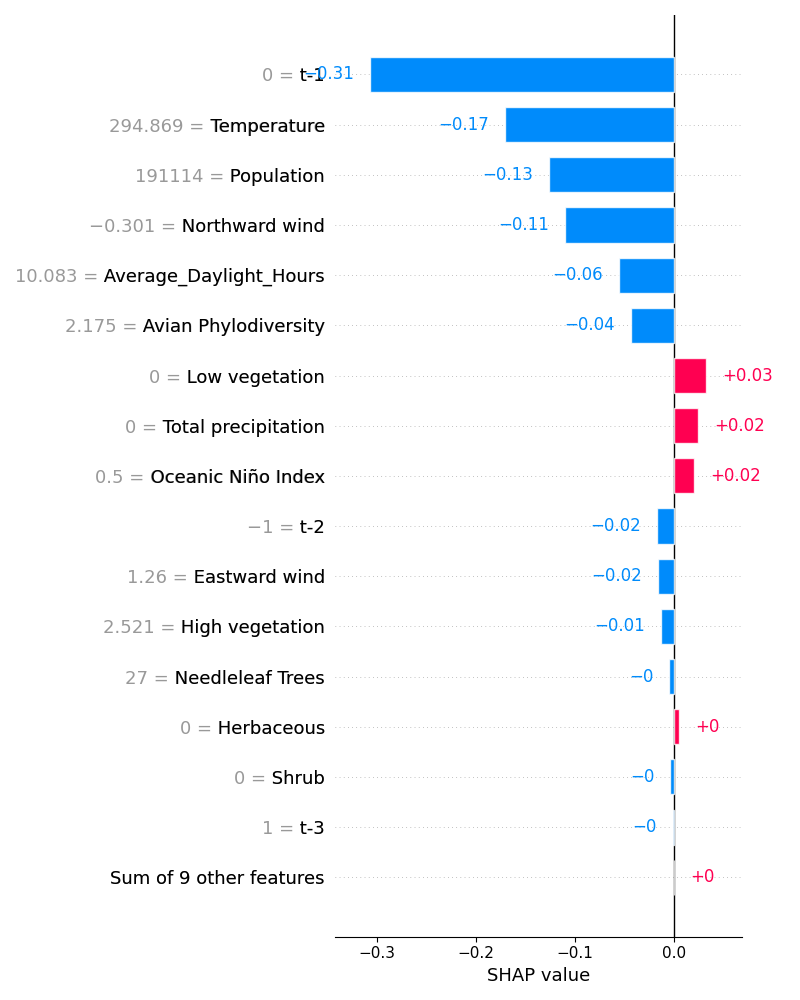 0 = t-1 −0.31
294.869 = Temperature −0.17
191114 = Population −0.13
−0.301 = Northward wind −0.11
10.083 = Average_Daylight_Hours −0.06
2.175 = Avian Phylodiversity −0.04
0 = Low vegetation +0.03
0 = Total precipitation +0.02
0.5 = Oceanic Niño Index +0.02
−1 = t-2 −0.02
1.26 = Eastward wind −0.02
2.521 = High vegetation −0.01
27 = Needleleaf Trees −0
0 = Herbaceous +0
0 = Shrub −0
1 = t-3 −0
Sum of 9 other features +0
−0.3 −0.2 −0.1 0.0
SHAP value